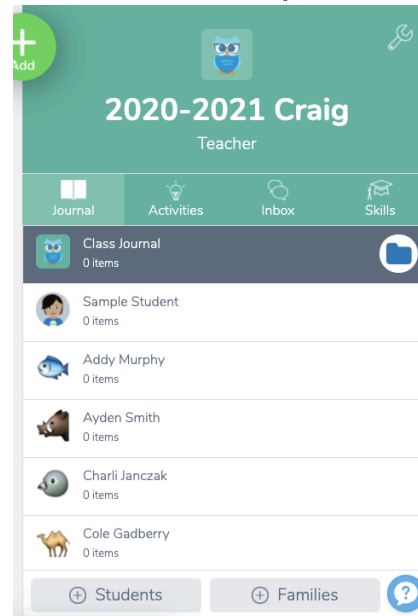 Add
2020-2021 Craig
Teacher
Journal
Activities
Inbox
Skills
Class Journal
0 items
Sample Student
0 items
Addy Murphy
0 items
Ayden Smith
0 items
Charli Janczak
0 items
Cole Gadberry
0 items
Students
Families
?